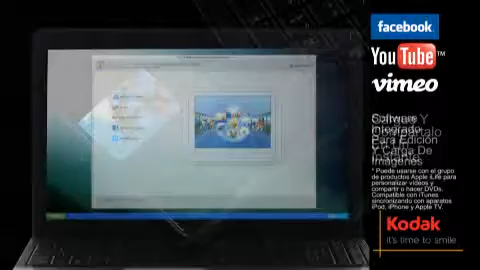 facebook
YouTube™
vimeo
Software
Integrado
Para Edición
Y Carga De
Imágenes
* Puede usarse con el grupo
de productos Apple iLife para
personalizar videos y
compartir o hacer DVDs.
Compatible con iTunes
sincronizando con aparatos
iPod, iPhone y Apple TV.
Kodak
it's time to smile